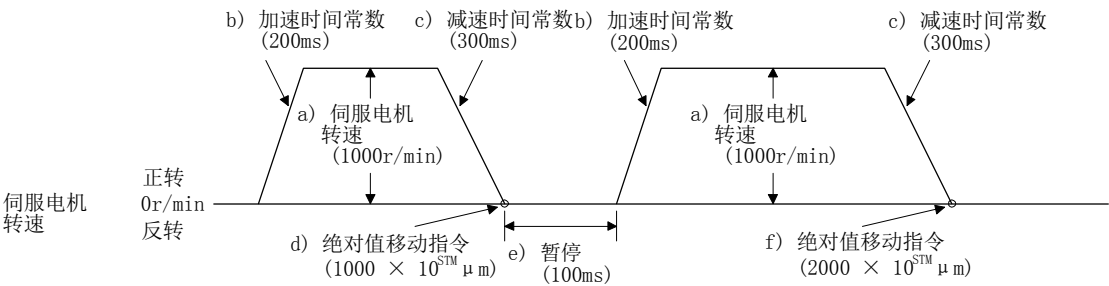 b) 加速时间常数
(200ms)
c) 减速时间常数
(300ms)
b) 加速时间常数
(200ms)
c) 减速时间常数
(300ms)
a) 伺服电机
转速
(1000r/min)
a) 伺服电机
转速
(1000r/min)
伺服电机
转速
正转
0r/min
反转
d) 绝对值移动指令
(1000 × 10^STM μm)
e) 暂停
(100ms)
f) 绝对值移动指令
(2000 × 10^STM μm)